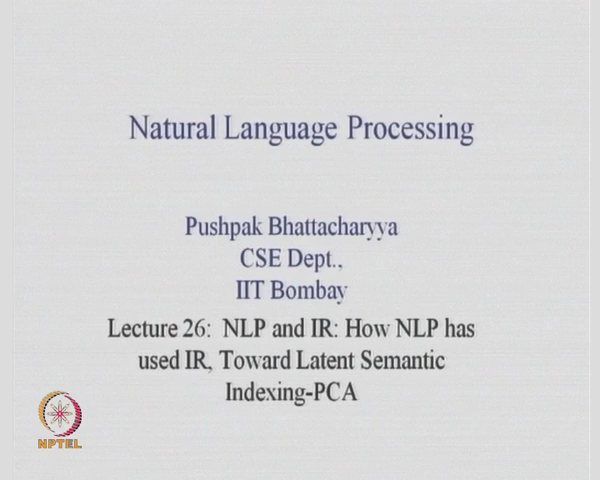 Natural Language Processing
Pushpak Bhattacharyya
CSE Dept.,
IIT Bombay
Lecture 26: NLP and IR: How NLP has
used IR, Toward Latent Semantic
Indexing-PCA
NPTEL